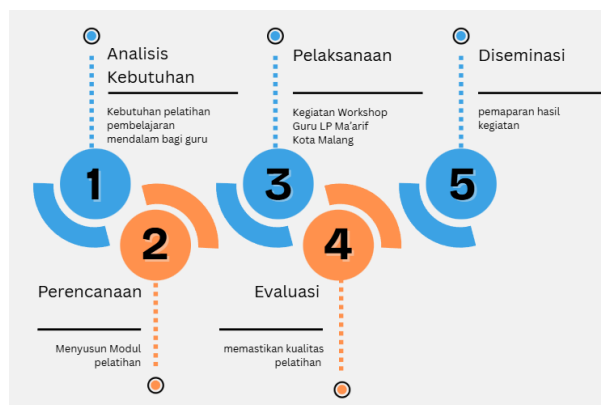 Analisis
Kebutuhan
Kebutuhan pelatihan
pembelajaran
mendalam bagi guru
1
2
Perencanaan
Menyusun Modul
pelatihan
Pelaksanaan
Kegiatan Workshop
Guru LP Ma'arif
Kota Malang
3
4
Evaluasi
memastikan kualitas
pelatihan
Diseminasi
pemaparan hasil
kegiatan
5